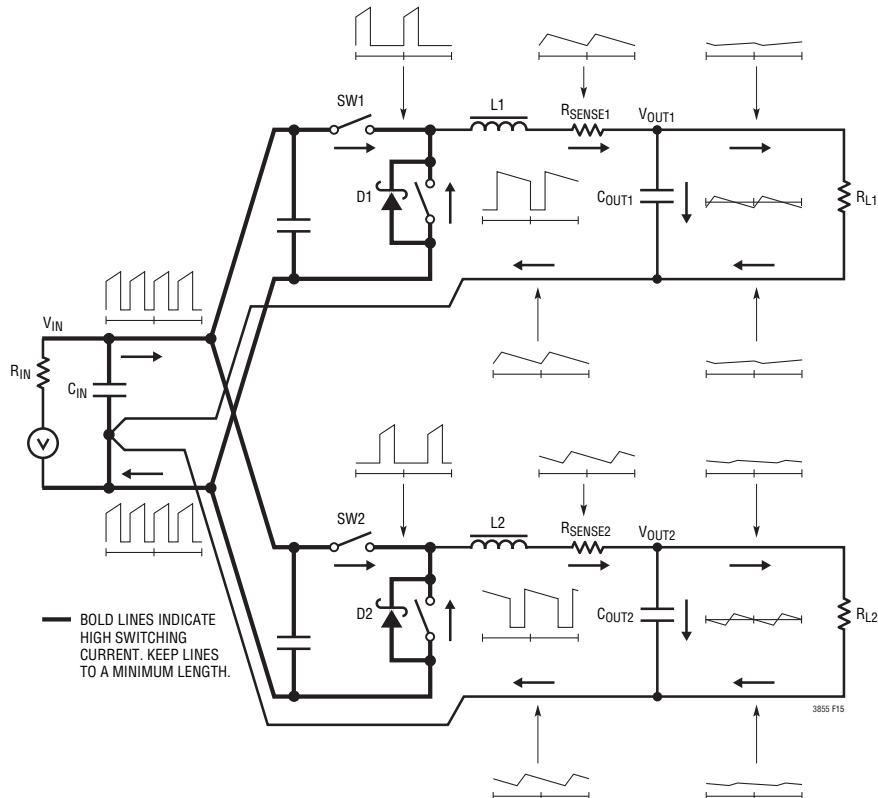 SW1
L1
RSENSE1
VOUT1
D1
COUT1
RL1
VIN
RIN
CIN
V
SW2
L2
RSENSE2
VOUT2
D2
COUT2
RL2
BOLD LINES INDICATE
HIGH SWITCHING
CURRENT. KEEP LINES
TO A MINIMUM LENGTH.
3855 F15